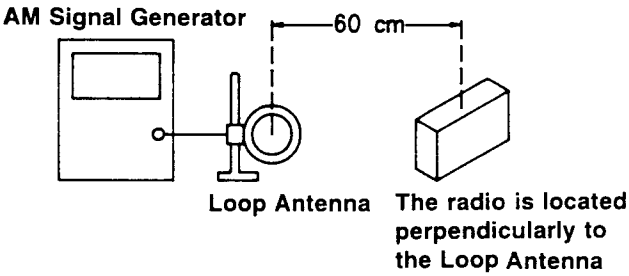 AM Signal Generator
60 cm
Loop Antenna
The radio is located
perpendicularly to
the Loop Antenna